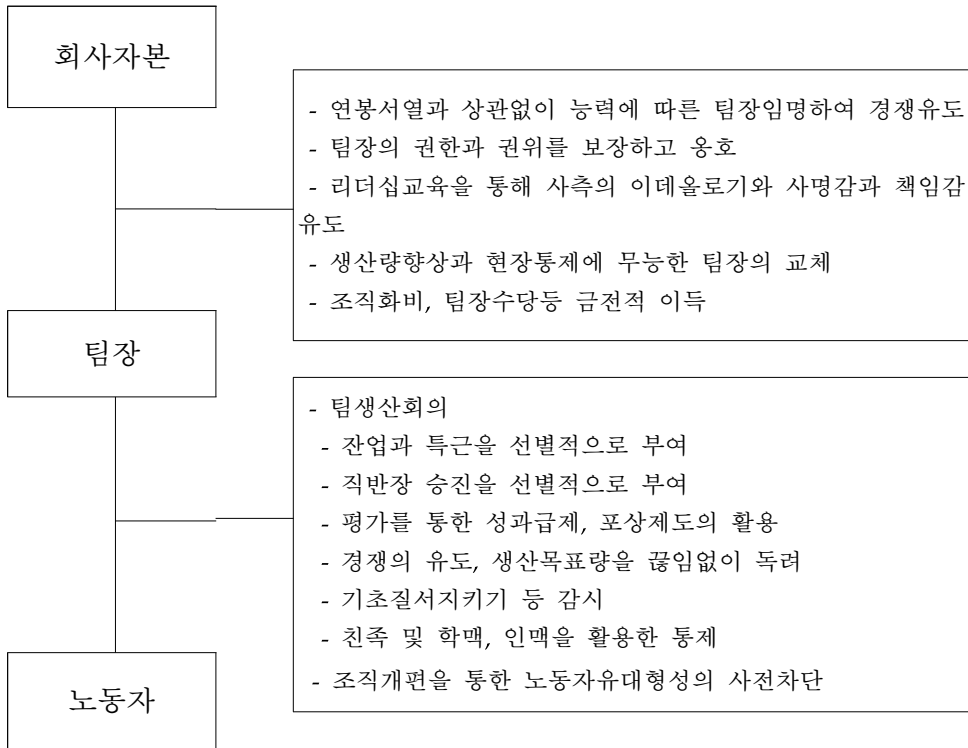 회사자본
- 연봉서열과 상관없이 능력에 따른 팀장임명하여 경쟁유도
- 팀장의 권한과 권위를 보장하고 옹호
- 리더십교육을 통해 사측의 이데올로기와 사명감과 책임감
유도
- 생산량향상과 현장통제에 무능한 팀장의 교체
- 조직화비, 팀장수당등 금전적 이득
팀장
- 팀생산회의
- 잔업과 특근을 선별적으로 부여
- 직반장 승진을 선별적으로 부여
- 평가를 통한 성과급제, 포상제도의 활용
- 경쟁의 유도, 생산목표량을 끊임없이 독려
- 기초질서지키기 등 감시
- 친족 및 학맥, 인맥을 활용한 통제
- 조직개편을 통한 노동자유대형성의 사전차단
노동자